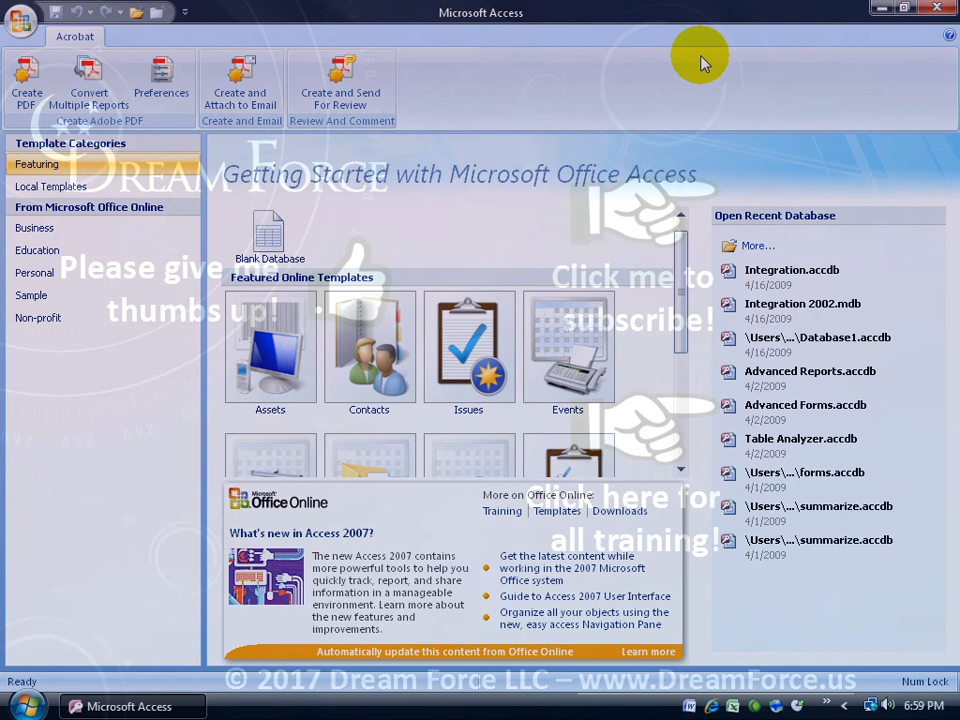 Microsoft Access
Acrobat
Create PDF
Convert Multiple Reports
Preferences
Create and Attach to Email
Create and Send For Review
Create Adobe PDF
Create and Email
Review And Comment
Template Categories
Featuring
Local Templates
From Microsoft Office Online
Business
Education
Personal
Sample
Non-profit
DREAM FORCE
Getting Started with Microsoft Office Access
Blank Database
Featured Online Templates
Assets
Contacts
Issues
Events
Please give me
thumbs up!
Click me to
subscribe!
Click here for
all training!
Microsoft
Office Online
What's new in Access 2007?
The new Access 2007 contains
more powerful tools to help you
quickly track, report, and share
information in a manageable
environment. Learn more about
the new features and
improvements.
More on Office Online:
Training | Templates | Downloads
Get the latest content while
working in the 2007 Microsoft
Office system
Guide to Access 2007 User Interface
Organize all your objects using the
new, easy access Navigation Pane
Automatically update this content from Office Online
Learn more
Open Recent Database
More...
Integration.accdb
4/16/2009
Integration 2002.mdb
4/16/2009
\Users\...\Database1.accdb
4/16/2009
Advanced Reports.accdb
4/2/2009
Advanced Forms.accdb
4/2/2009
Table Analyzer.accdb
4/2/2009
\Users\...\forms.accdb
4/1/2009
\Users\...\summarize.accdb
4/1/2009
\Users\...\summarize.accdb
4/1/2009
© 2017 Dream Force LLC – www.DreamForce.us
Ready
Num Lock
Microsoft Access
6:59 PM